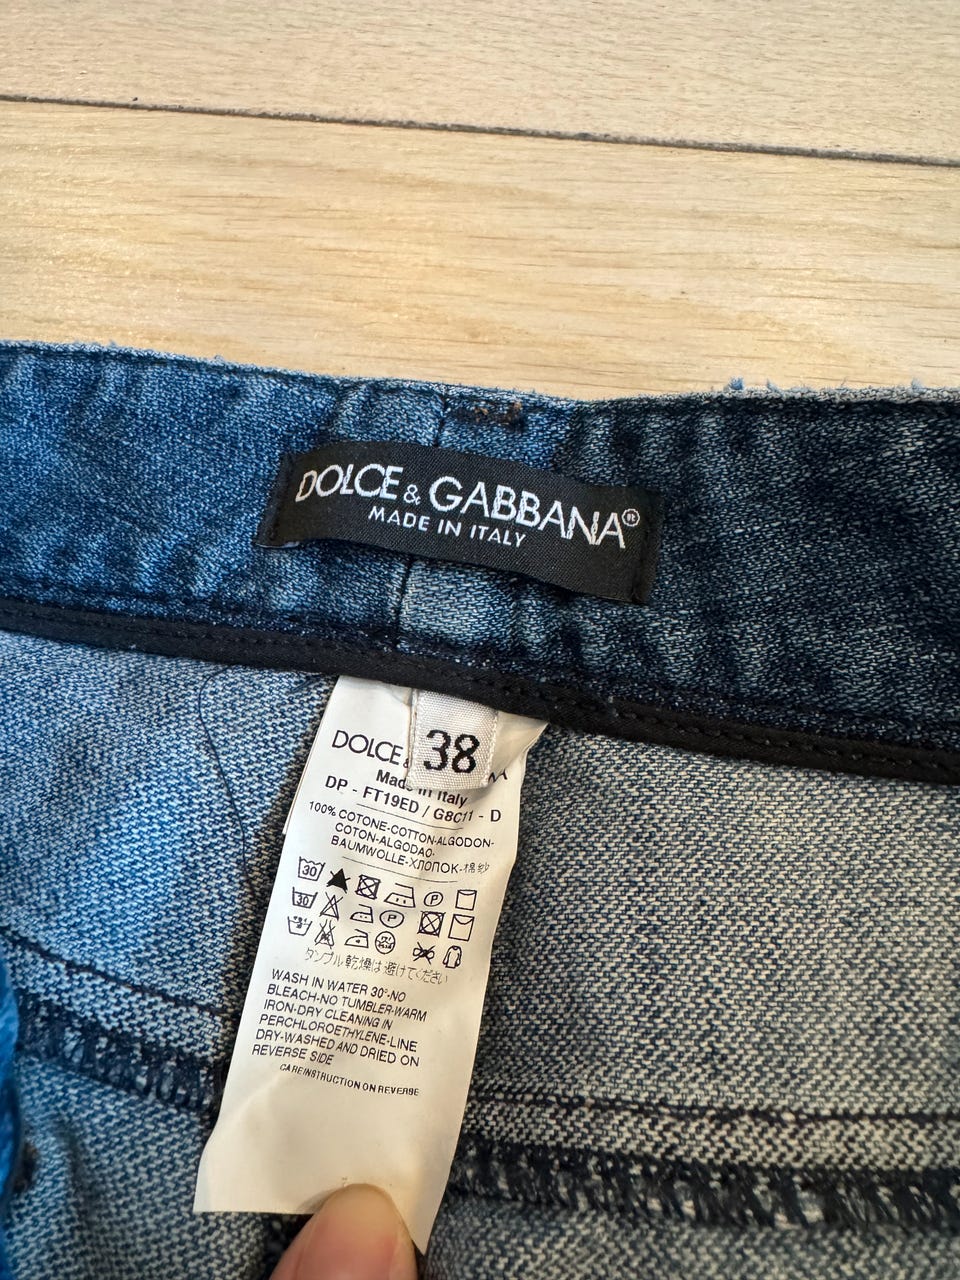 DOLCE & GABBANA®
MADE IN ITALY
38
DOLCE
Made in Italy
DP - FT19ED / G8C11 - D
100% COTONE-COTTON-ALGODON-
COTON-ALGODAO-
BAUMWOLLE-ХЛОПОК-棉
30
P
30
P
タンブル乾燥は避けてください
WASH IN WATER 30°-NO
BLEACH-NO TUMBLER-WARM
IRON-DRY CLEANING IN
PERCHLOROETHYLENE-LINE
DRY-WASHED AND DRIED ON
REVERSE SIDE
CARE INSTRUCTION ON REVERSE